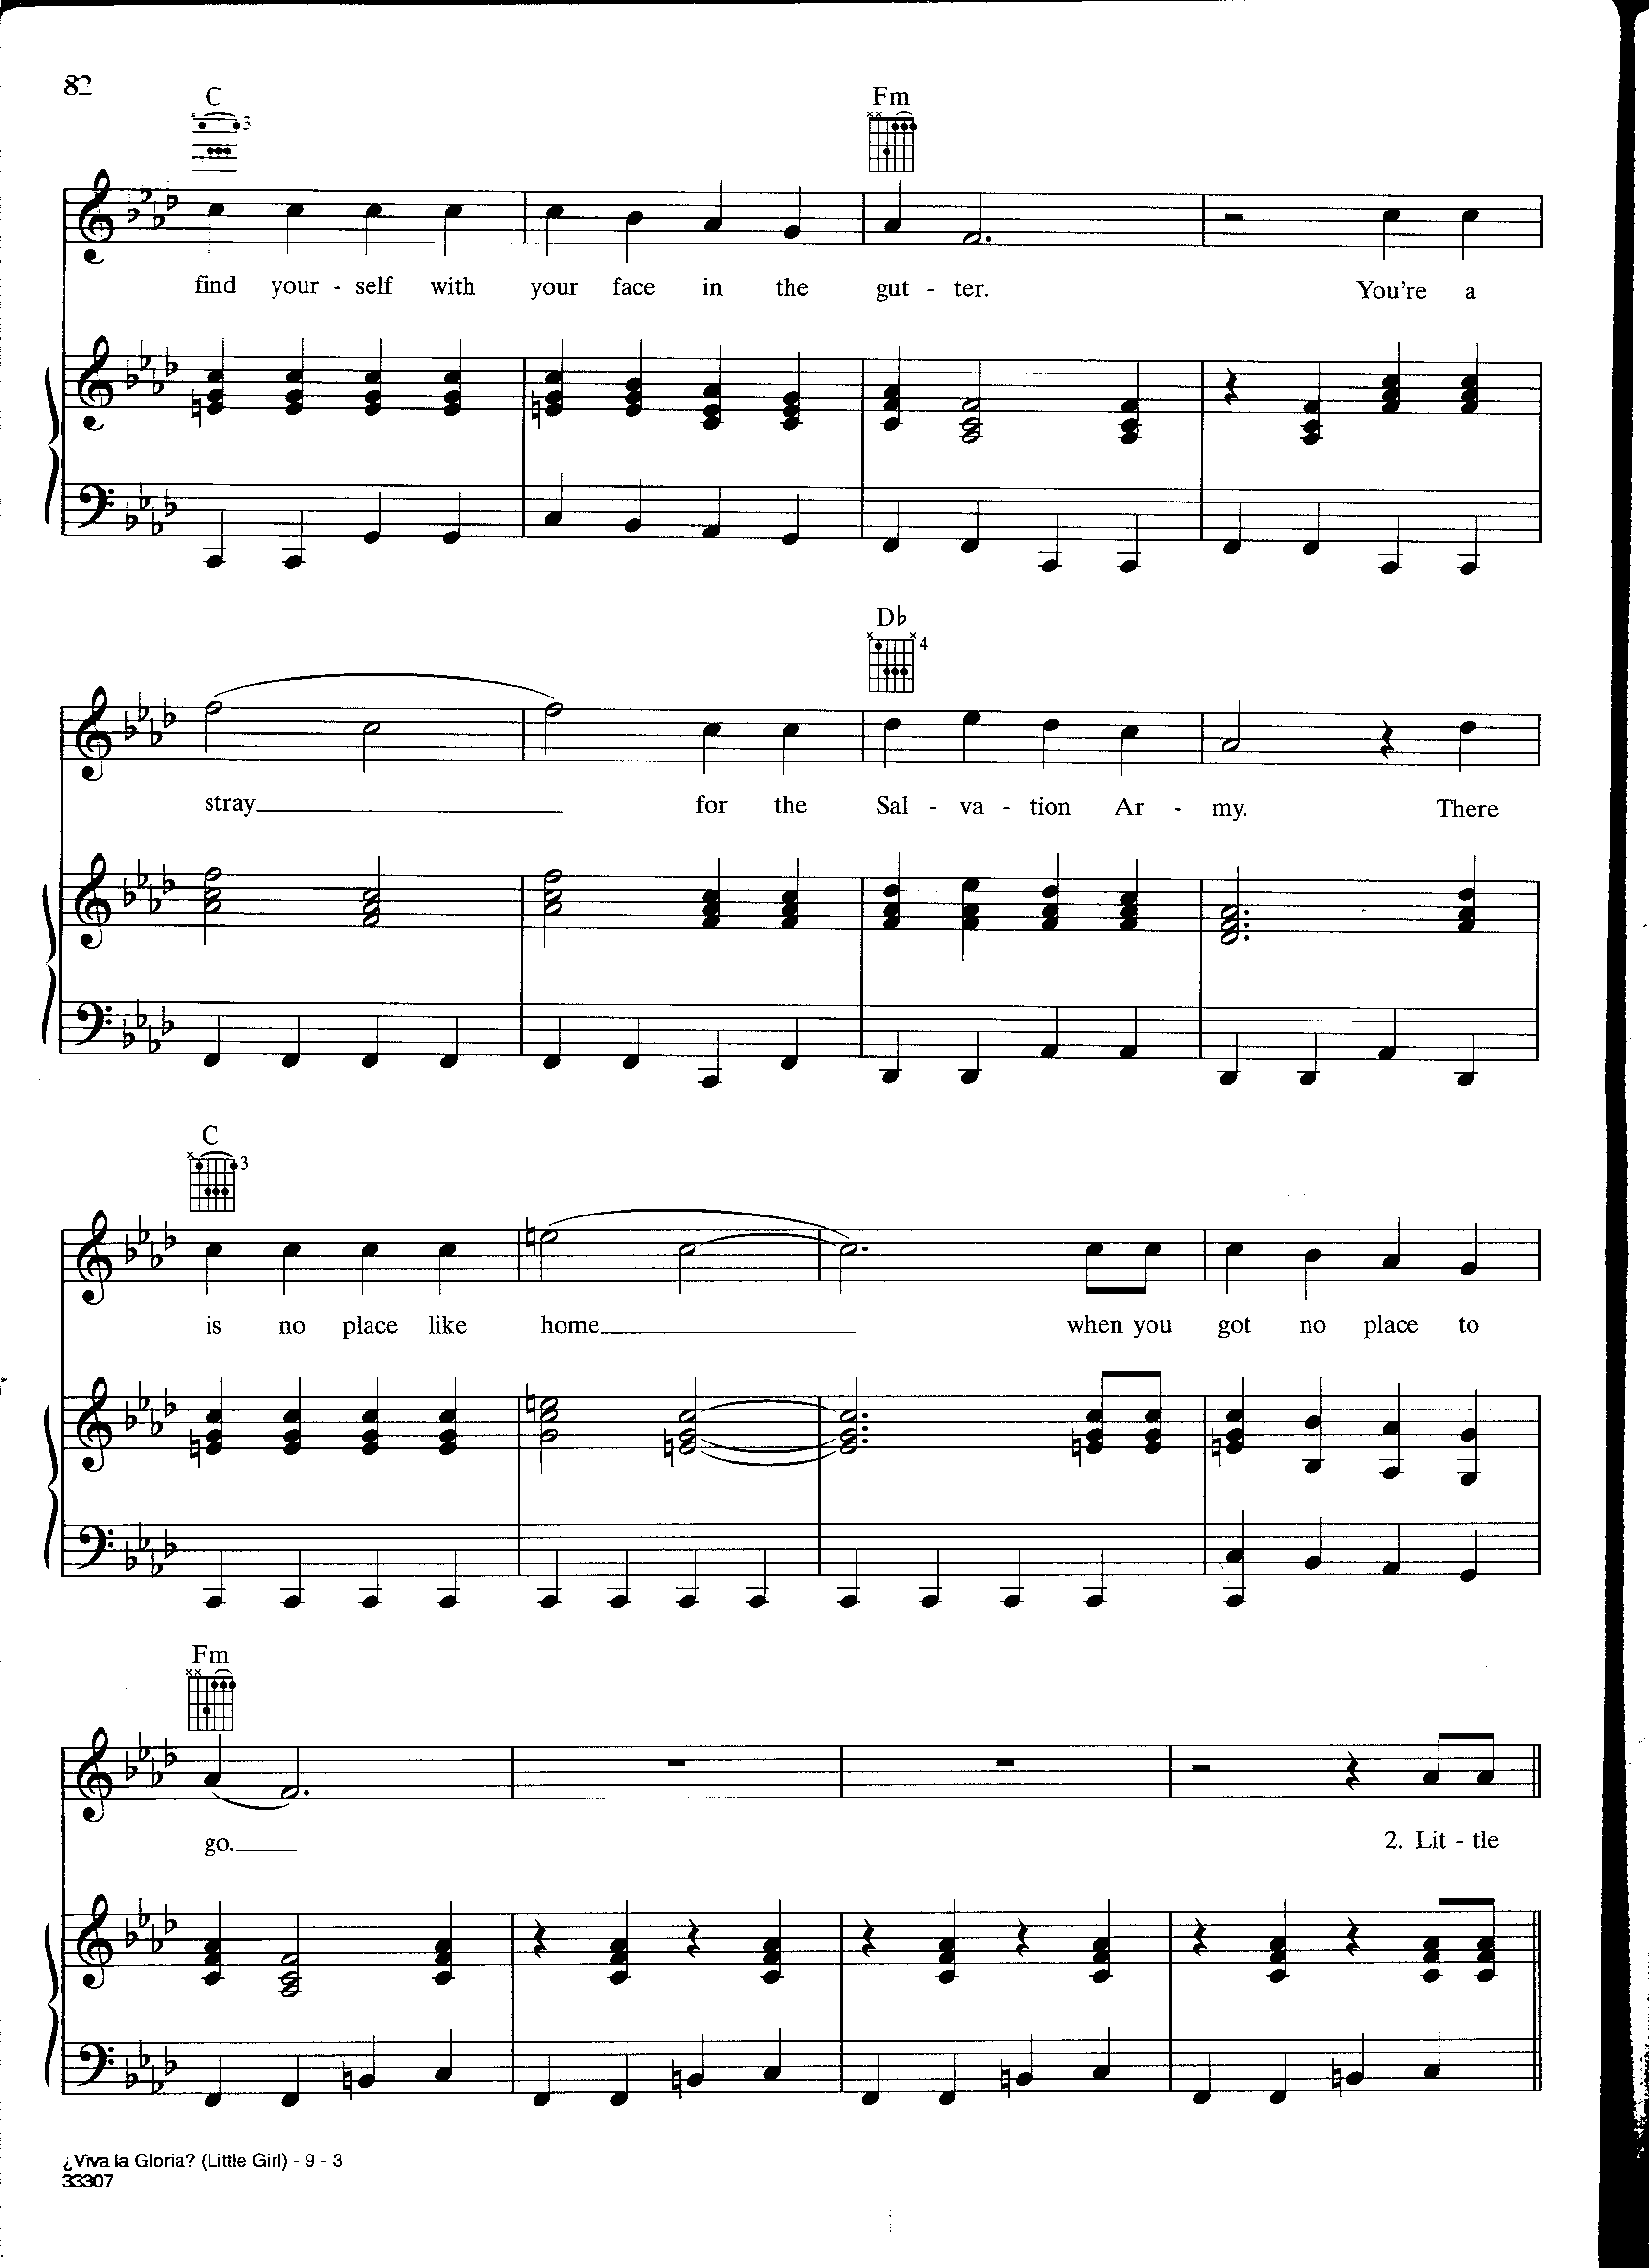 82
C
Fm
3
find your - self with your face in the gut - ter. You're a
Db
4
stray for the Sal - va - tion Ar - my. There
C
3
is no place like home when you got no place to
Fm
go. 2. Lit - tle
¿Viva la Gloria? (Little Girl) - 9 - 3
33307